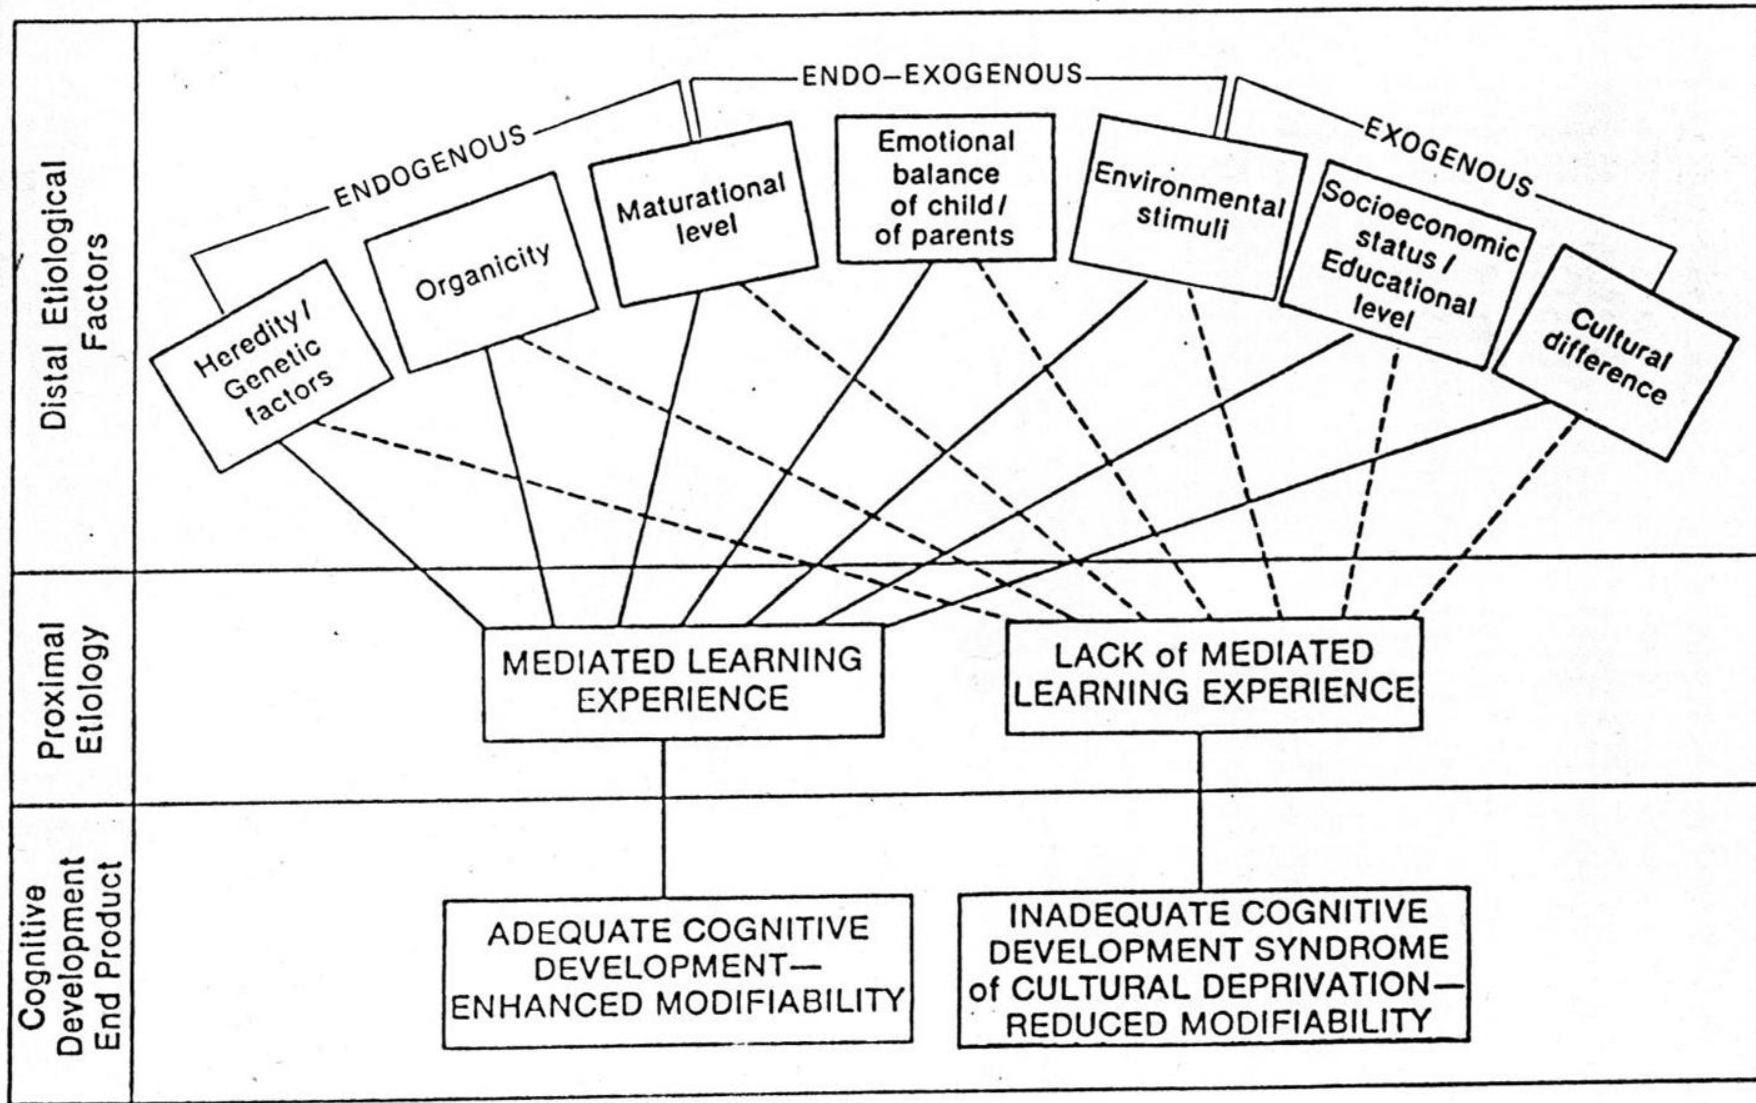 Distal Etiological
Factors
ENDOGENOUS
ENDO–EXOGENOUS
EXOGENOUS
Heredity/
Genetic
factors
Organicity
Maturational
level
Emotional
balance
of child/
of parents
Environmental
stimuli
Socioeconomic
status/
Educational
level
Cultural
difference
Proximal
Etiology
MEDIATED LEARNING
EXPERIENCE
LACK of MEDIATED
LEARNING EXPERIENCE
Cognitive
Development
End Product
ADEQUATE COGNITIVE
DEVELOPMENT—
ENHANCED MODIFIABILITY
INADEQUATE COGNITIVE
DEVELOPMENT SYNDROME
of CULTURAL DEPRIVATION—
REDUCED MODIFIABILITY